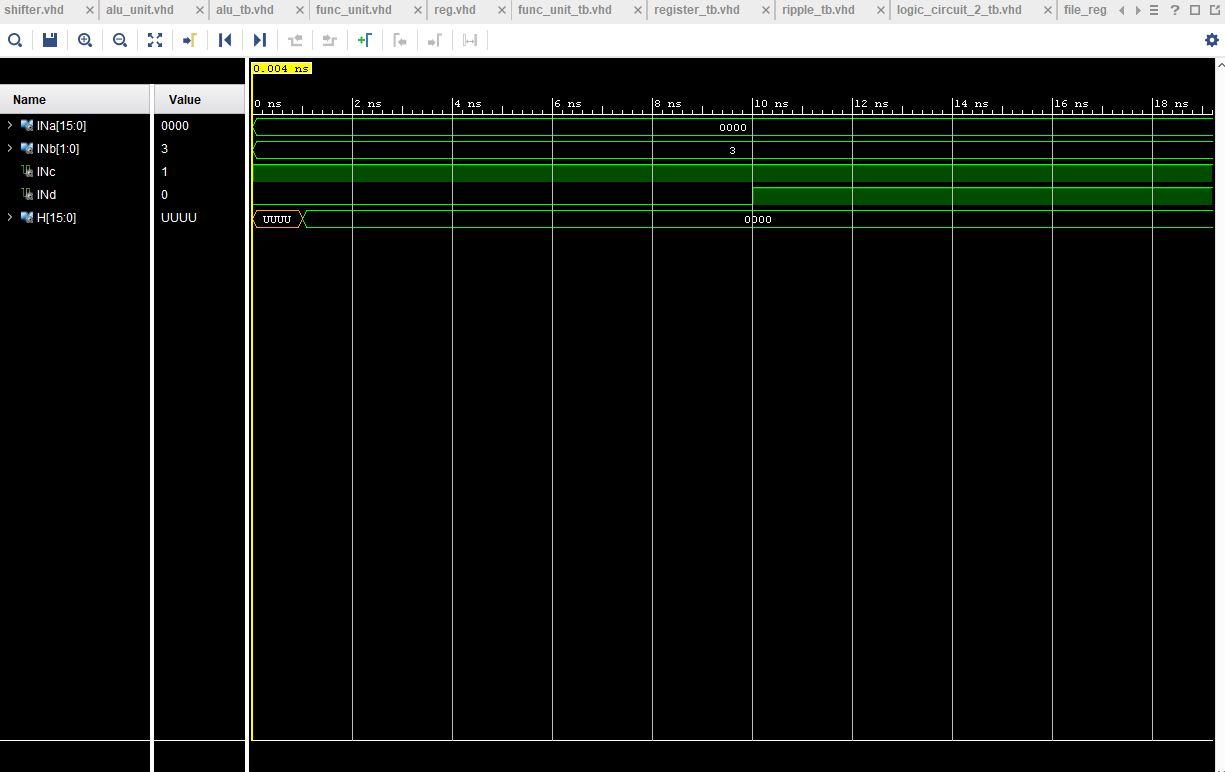 shifter.vhd alu_unit.vhd alu_tb.vhd func_unit.vhd reg.vhd func_unit_tb.vhd register_tb.vhd ripple_tb.vhd logic_circuit_2_tb.vhd file_reg
0.004 ns
Name Value 0 ns 2 ns 4 ns 6 ns 8 ns 10 ns 12 ns 14 ns 16 ns 18 ns
INa[15:0] 0000 0000
INb[1:0] 3 3
INc 1
INd 0
H[15:0] UUUU UUUU 0000